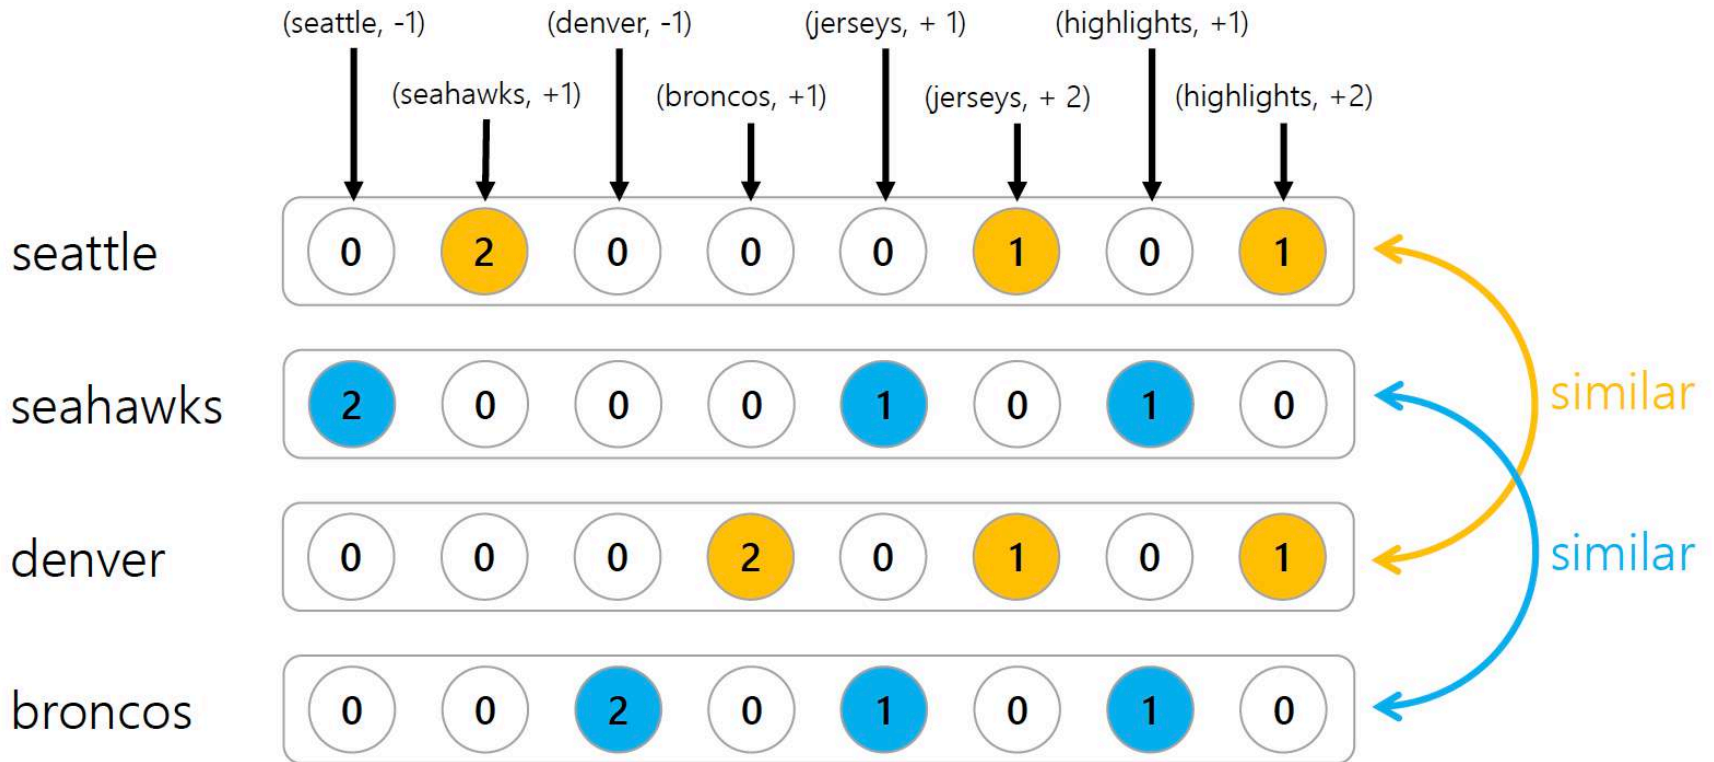 (seattle, -1) (denver, -1) (jerseys, + 1) (highlights, +1)
(seahawks, +1) (broncos, +1) (jerseys, + 2) (highlights, +2)
seattle 0 2 0 0 0 1 0 1
seahawks 2 0 0 0 1 0 1 0
similar
denver 0 0 0 2 0 1 0 1
similar
broncos 0 0 2 0 1 0 1 0